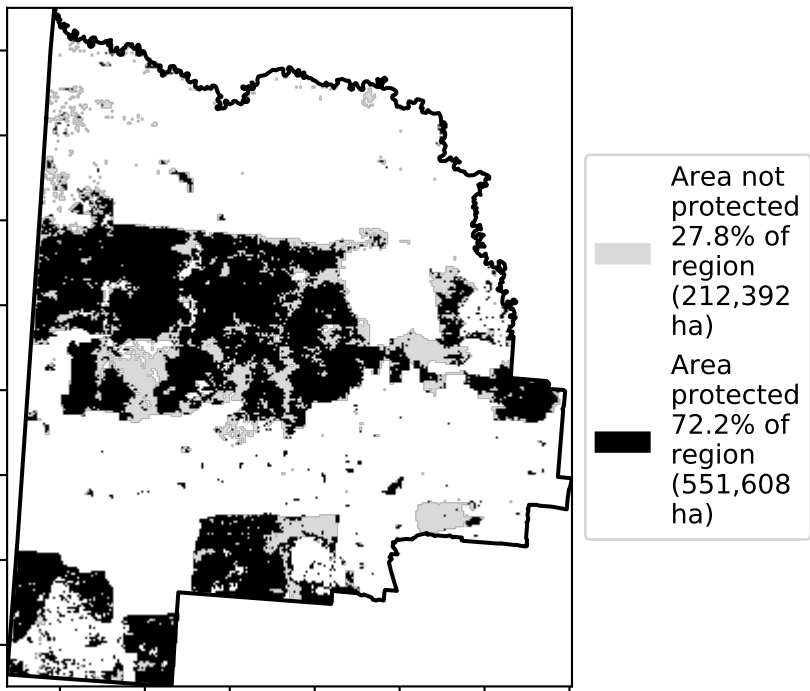 Area not
protected
27.8% of
region
(212,392
ha)
Area
protected
72.2% of
region
(551,608
ha)